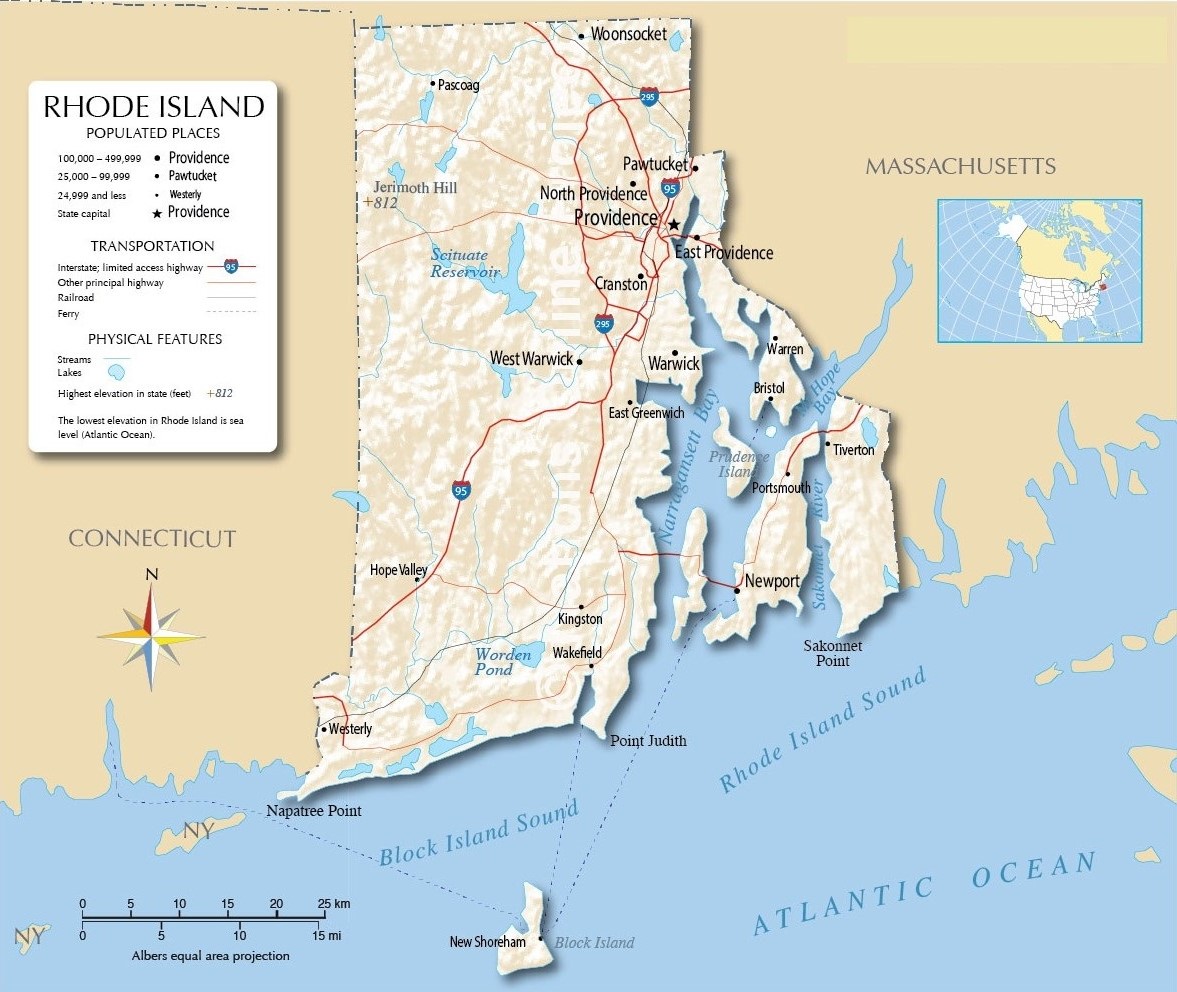 RHODE ISLAND
POPULATED PLACES
100,000 – 499,999 Providence
25,000 – 99,999 Pawtucket
24,999 and less Westerly
State capital Providence
TRANSPORTATION
Interstate; limited access highway 95
Other principal highway
Railroad
Ferry
PHYSICAL FEATURES
Streams
Lakes
Highest elevation in state (feet) +812
The lowest elevation in Rhode Island is sea
level (Atlantic Ocean).
Woonsocket
Pascoag
295
Pawtucket
MASSACHUSETTS
95
Jerimoth Hill
+812
North Providence
Providence
East Providence
Scituate
Reservoir
Cranston
295
West Warwick
Warwick
Warren
Bristol
Mt Hope
Bay
East Greenwich
Narragansett Bay
Prudence
Island
Tiverton
Portsmouth
95
Sakonnet River
CONNECTICUT
N
Hope Valley
Newport
Kingston
Sakonnet
Point
Wakefield
Worden
Pond
Westerly
Point Judith
Rhode Island Sound
Napatree Point
NY
Block Island Sound
ATLANTIC OCEAN
0 5 10 15 20 25 km
0 5 10 15 mi
Albers equal area projection
NY
New Shoreham
Block Island